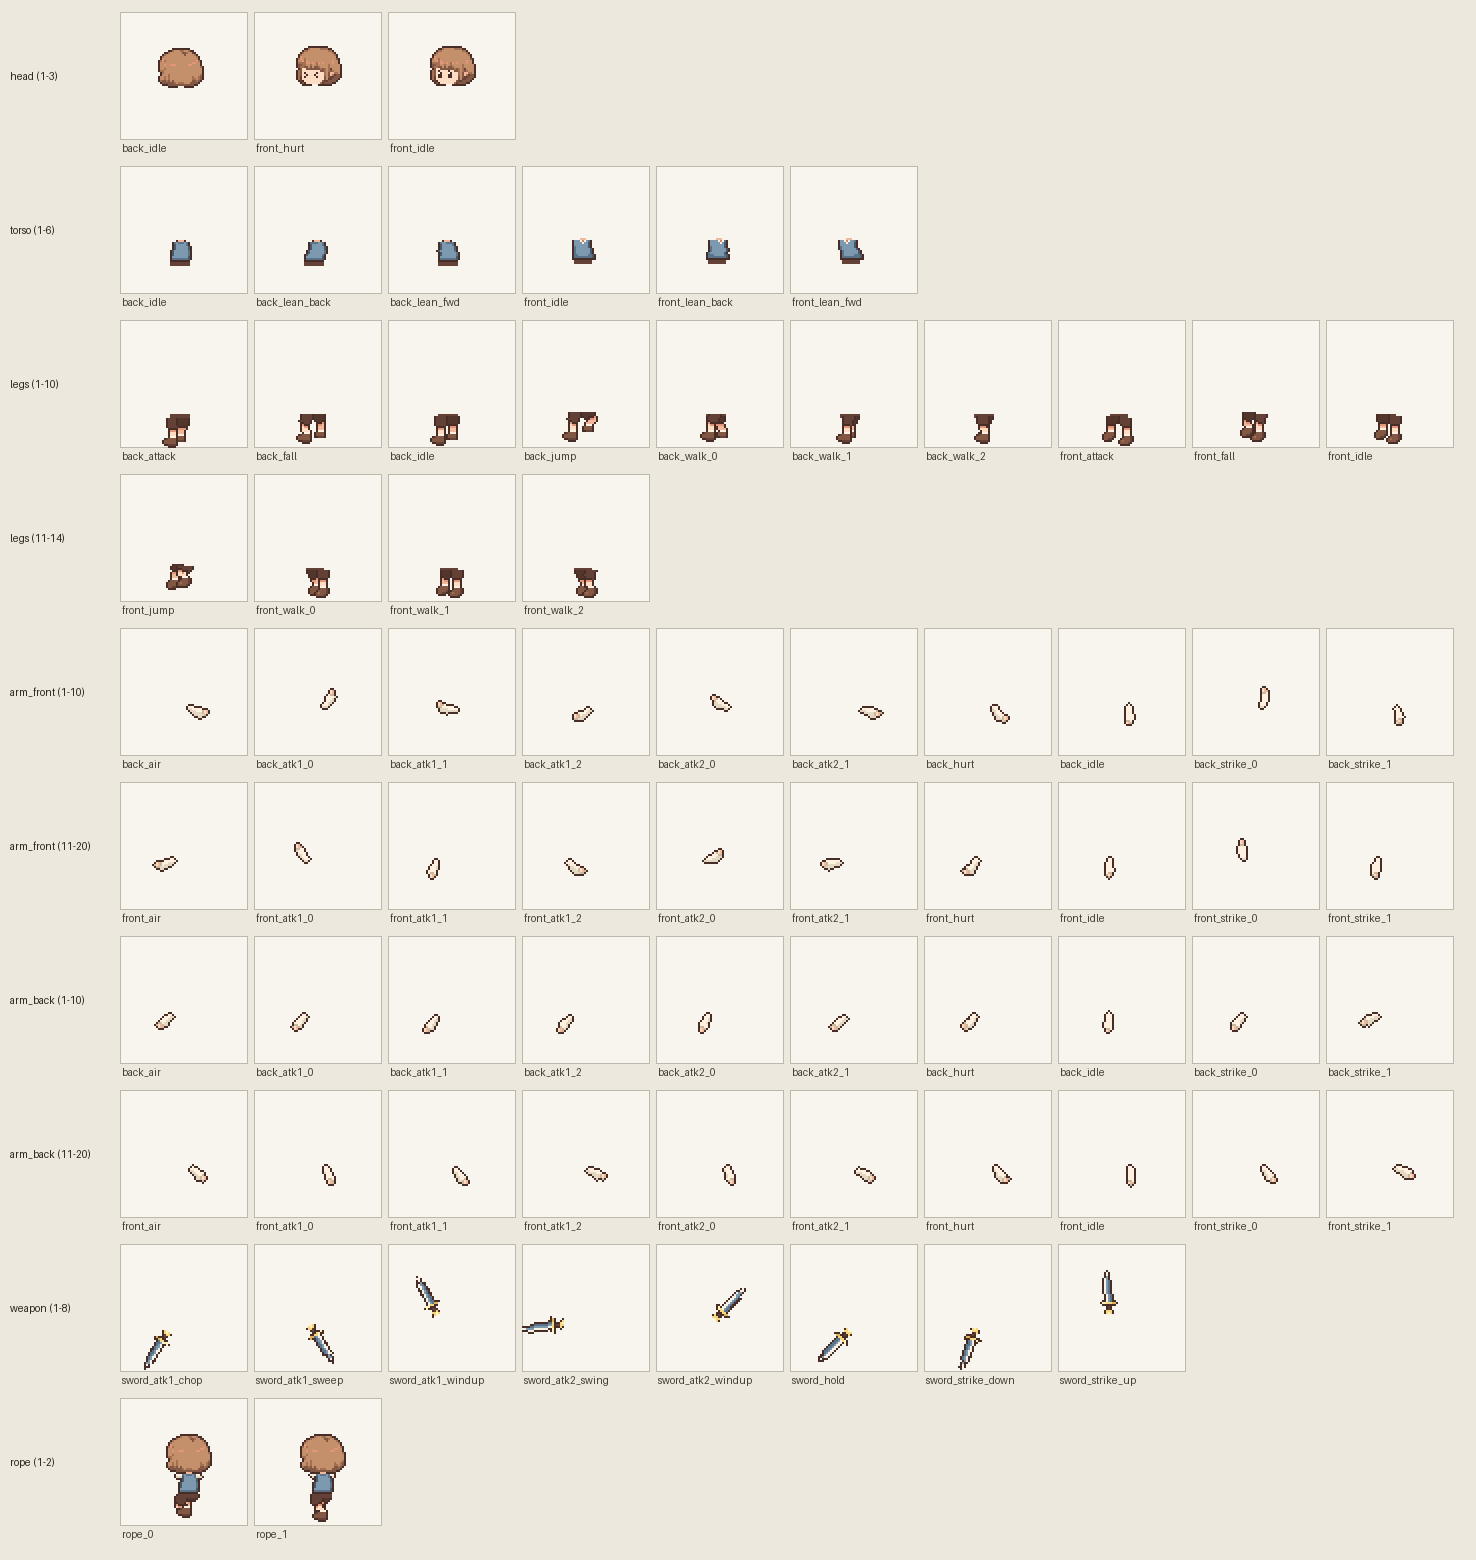 head (1-3)
back_idle front_hurt front_idle
torso (1-6)
back_idle back_lean_back back_lean_fwd front_idle front_lean_back front_lean_fwd
legs (1-10)
back_attack back_fall back_idle back_jump back_walk_0 back_walk_1 back_walk_2 front_attack front_fall front_idle
legs (11-14)
front_jump front_walk_0 front_walk_1 front_walk_2
arm_front (1-10)
back_air back_atk1_0 back_atk1_1 back_atk1_2 back_atk2_0 back_atk2_1 back_hurt back_idle back_strike_0 back_strike_1
arm_front (11-20)
front_air front_atk1_0 front_atk1_1 front_atk1_2 front_atk2_0 front_atk2_1 front_hurt front_idle front_strike_0 front_strike_1
arm_back (1-10)
back_air back_atk1_0 back_atk1_1 back_atk1_2 back_atk2_0 back_atk2_1 back_hurt back_idle back_strike_0 back_strike_1
arm_back (11-20)
front_air front_atk1_0 front_atk1_1 front_atk1_2 front_atk2_0 front_atk2_1 front_hurt front_idle front_strike_0 front_strike_1
weapon (1-8)
sword_atk1_chop sword_atk1_sweep sword_atk1_windup sword_atk2_swing sword_atk2_windup sword_hold sword_strike_down sword_strike_up
rope (1-2)
rope_0 rope_1